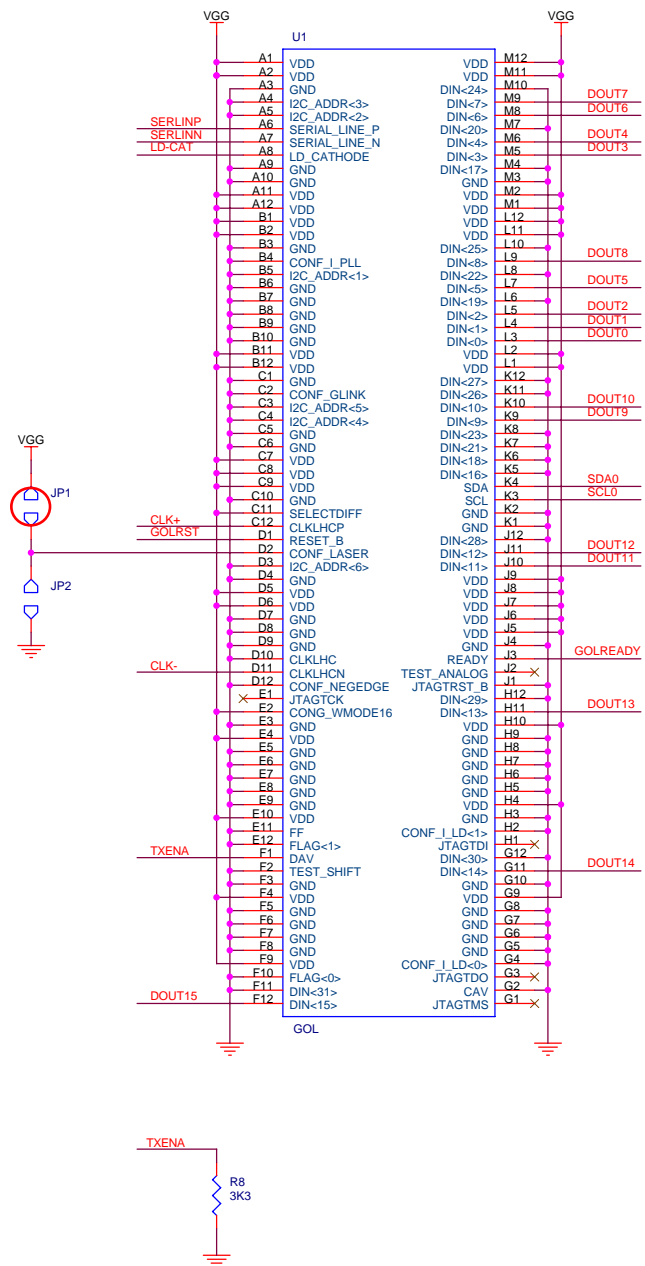 VGG VGG
U1
A1 VDD VDD M12
A2 VDD VDD M11
A3 GND DIN<24> M10
A4 I2C_ADDR<3> DIN<7> M9 DOUT7
A5 I2C_ADDR<2> DIN<6> M8 DOUT6
SERLINP A6 SERIAL_LINE_P DIN<20> M7
SERLINN A7 SERIAL_LINE_N DIN<4> M6 DOUT4
LD-CAT A8 LD_CATHODE DIN<3> M5 DOUT3
A9 GND DIN<17> M4
A10 GND GND M3
A11 VDD VDD M2
A12 VDD VDD M1
B1 VDD VDD L12
B2 VDD VDD L11
B3 GND DIN<25> L10
B4 CONF_I_PLL DIN<8> L9 DOUT8
B5 I2C_ADDR<1> DIN<22> L8
B6 GND DIN<5> L7 DOUT5
B7 GND DIN<19> L6
B8 GND DIN<2> L5 DOUT2
B9 GND DIN<1> L4 DOUT1
B10 GND DIN<0> L3 DOUT0
B11 VDD VDD L2
B12 VDD VDD L1
C1 GND DIN<27> K12
C2 CONF_GLINK DIN<26> K11
C3 I2C_ADDR<5> DIN<10> K10 DOUT10
C4 I2C_ADDR<4> DIN<9> K9 DOUT9
C5 GND DIN<23> K8
C6 GND DIN<21> K7
VGG C7 VDD DIN<18> K6
C8 VDD DIN<16> K5
C9 VDD SDA K4 SDA0
JP1 C10 GND SCL K3 SCL0
C11 SELECTDIFF GND K2
CLK+ C12 CLKLHCP GND K1
GOLRST D1 RESET_B DIN<28> J12
D2 CONF_LASER DIN<12> J11 DOUT12
D3 I2C_ADDR<6> DIN<11> J10 DOUT11
D4 GND VDD J9
JP2 D5 VDD VDD J8
D6 VDD VDD J7
D7 GND VDD J6
D8 GND VDD J5
D9 GND GND J4
D10 CLKLHC READY J3 GOLREADY
CLK- D11 CLKLHCN TEST_ANALOG J2
D12 CONF_NEGEDGE JTAGTRST_B J1
E1 JTAGTCK DIN<29> H12
E2 CONG_WMODE16 DIN<13> H11 DOUT13
E3 GND VDD H10
E4 VDD GND H9
E5 GND GND H8
E6 GND GND H7
E7 GND GND H6
E8 GND GND H5
E9 GND VDD H4
E10 VDD GND H3
E11 FF CONF_I_LD<1> H2
E12 FLAG<1> JTAGTDI H1
TXENA F1 DAV DIN<30> G12
F2 TEST_SHIFT DIN<14> G11 DOUT14
F3 GND GND G10
F4 VDD VDD G9
F5 GND GND G8
F6 GND GND G7
F7 GND GND G6
F8 GND GND G5
F9 VDD CONF_I_LD<0> G4
F10 FLAG<0> JTAGTDO G3
F11 DIN<31> CAV G2
DOUT15 F12 DIN<15> JTAGTMS G1
GOL
TXENA
R8
3K3